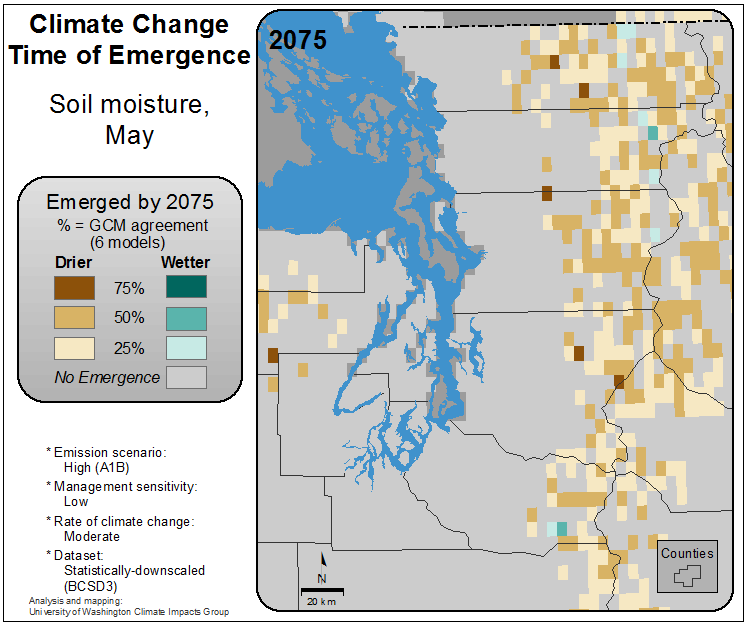 Climate Change
Time of Emergence
Soil moisture,
May
Emerged by 2075
% = GCM agreement
(6 models)
Drier Wetter
75%
50%
25%
No Emergence
* Emission scenario:
High (A1B)
* Management sensitivity:
Low
* Rate of climate change:
Moderate
* Dataset:
Statistically-downscaled
(BCSD3)
Analysis and mapping:
University of Washington Climate Impacts Group
2075
N
20 km
Counties